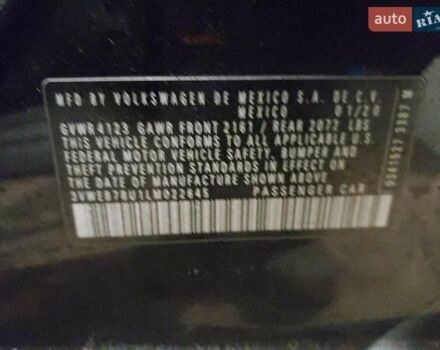 AUTO RIA
MFD BY VOLKSWAGEN DE MEXICO S.A. DE C.V.
MEXICO 01/20
GVWR 4123 GAWR FRONT 2161 / REAR 2072 LBS
THIS VEHICLE CONFORMS TO ALL APPLICABLE U.S.
FEDERAL MOTOR VEHICLE SAFETY, BUMPER AND
THEFT PREVENTION STANDARDS IN EFFECT ON
THE DATE OF MANUFACTURE SHOWN ABOVE.
PASSENGER CAR